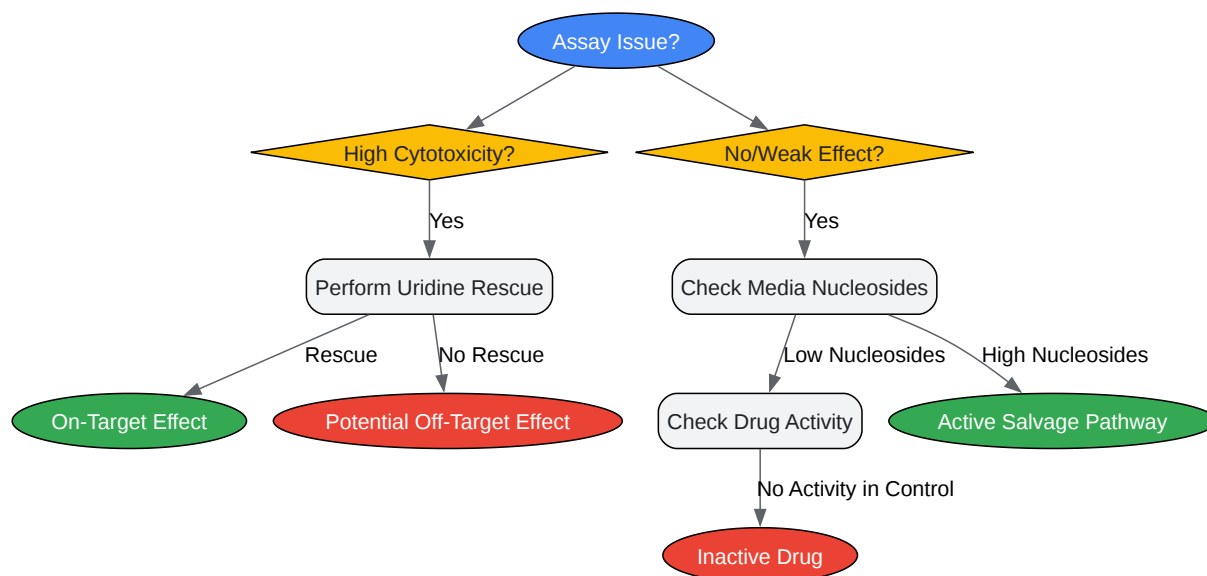 Assay Issue?
High Cytotoxicity?
No/Weak Effect?
Yes
Yes
Perform Uridine Rescue
Check Media Nucleosides
Rescue
No Rescue
Low Nucleosides
High Nucleosides
On-Target Effect
Potential Off-Target Effect
Check Drug Activity
Active Salvage Pathway
No Activity in Control
Inactive Drug